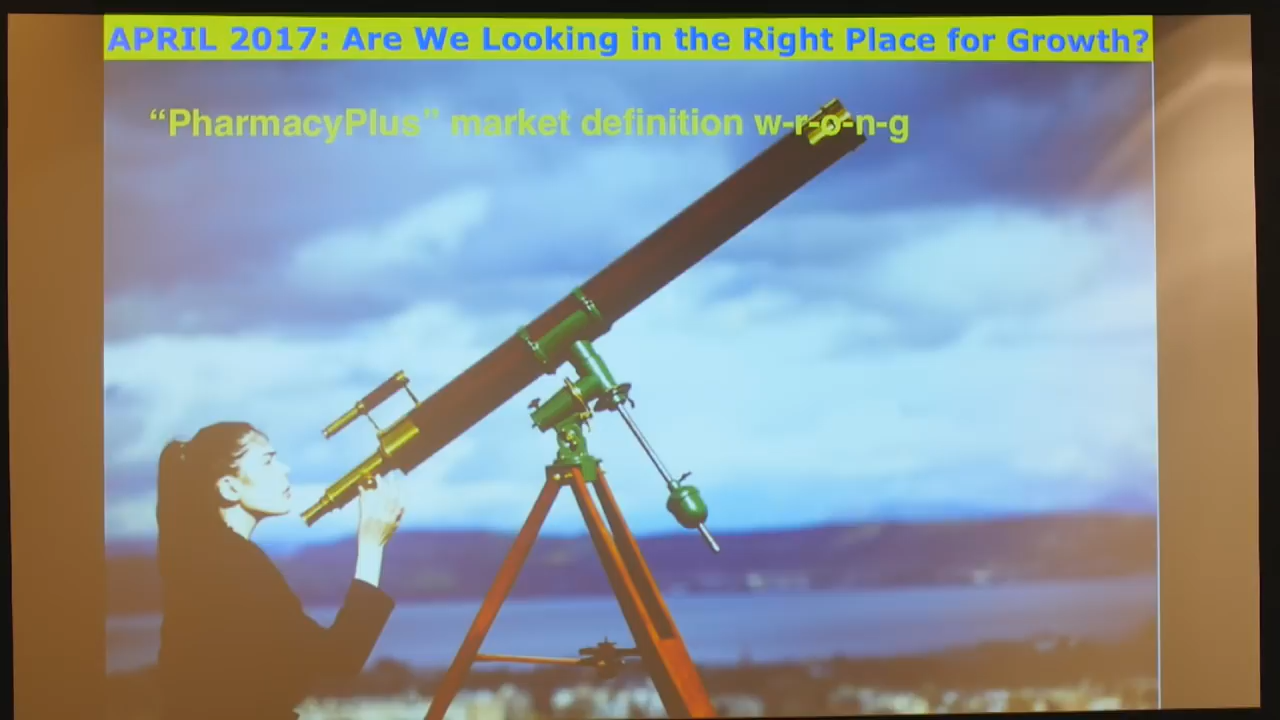 APRIL 2017: Are We Looking in the Right Place for Growth?
“PharmacyPlus” market definition w-r-o-n-g